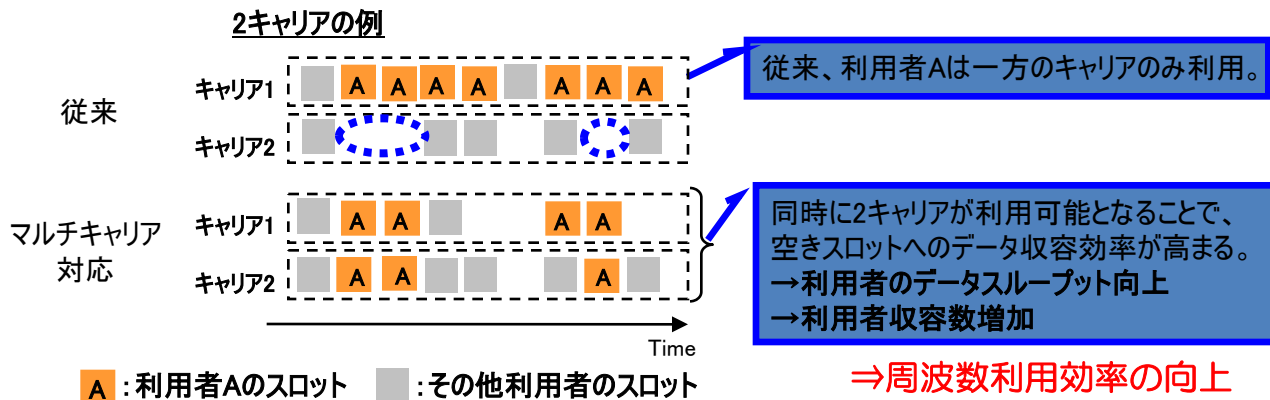 2キャリアの例
従来
キャリア1
A A A A A A A
キャリア2
従来、利用者Aは一方のキャリアのみ利用。
マルチキャリア
対応
キャリア1
A A A A
キャリア2
A A A
同時に2キャリアが利用可能となることで、
空きスロットへのデータ収容効率が高まる。
→利用者のデータスループット向上
→利用者収容数増加
Time
A :利用者Aのスロット :その他利用者のスロット
⇒周波数利用効率の向上